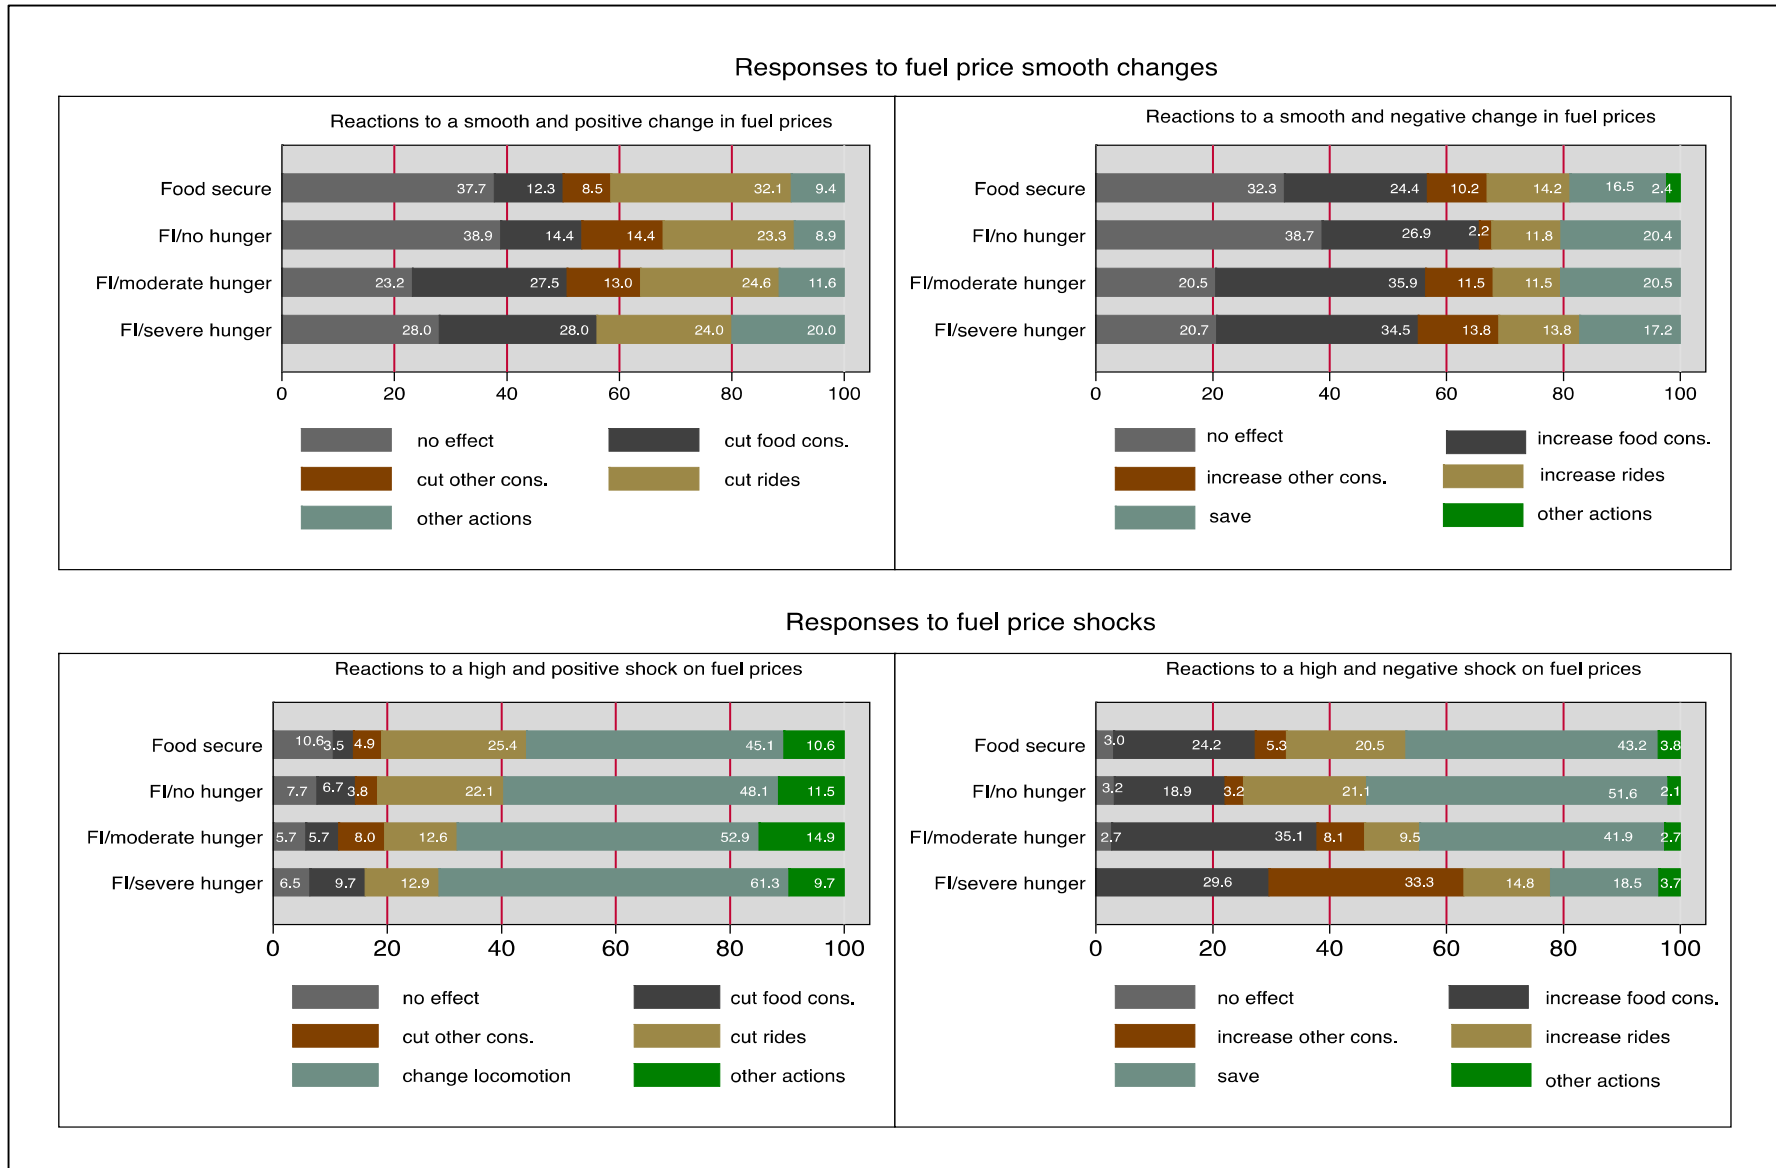 Responses to fuel price smooth changes
Reactions to a smooth and positive change in fuel prices
Food secure 37.7 12.3 8.5 32.1 9.4
FI/no hunger 38.9 14.4 14.4 23.3 8.9
FI/moderate hunger 23.2 27.5 13.0 24.6 11.6
FI/severe hunger 28.0 28.0 24.0 20.0
0 20 40 60 80 100
no effect cut food cons.
cut other cons. cut rides
other actions
Reactions to a smooth and negative change in fuel prices
Food secure 32.3 24.4 10.2 14.2 16.5 2.4
FI/no hunger 38.7 26.9 2.2 11.8 20.4
FI/moderate hunger 20.5 35.9 11.5 11.5 20.5
FI/severe hunger 20.7 34.5 13.8 13.8 17.2
0 20 40 60 80 100
no effect increase food cons.
increase other cons. increase rides
save other actions
Responses to fuel price shocks
Reactions to a high and positive shock on fuel prices
Food secure 10.6 3.5 4.9 25.4 45.1 10.6
FI/no hunger 7.7 6.7 3.8 22.1 48.1 11.5
FI/moderate hunger 5.7 5.7 8.0 12.6 52.9 14.9
FI/severe hunger 6.5 9.7 12.9 61.3 9.7
0 20 40 60 80 100
no effect cut food cons.
cut other cons. cut rides
change locomotion other actions
Reactions to a high and negative shock on fuel prices
Food secure 3.0 24.2 5.3 20.5 43.2 3.8
FI/no hunger 3.2 18.9 3.2 21.1 51.6 2.1
FI/moderate hunger 2.7 35.1 8.1 9.5 41.9 2.7
FI/severe hunger 29.6 33.3 14.8 18.5 3.7
0 20 40 60 80 100
no effect increase food cons.
increase other cons. increase rides
save other actions